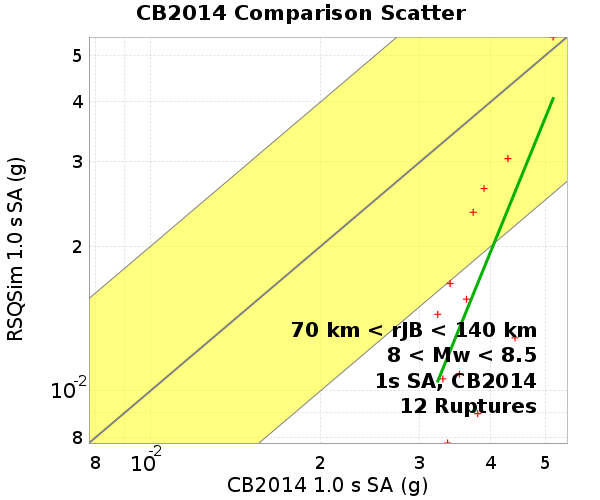 CB2014 Comparison Scatter
RSQSim 1.0 s SA (g)
5
4
3
2
10-2
8
70 km < rJB < 140 km
8 < Mw < 8.5
1s SA, CB2014
12 Ruptures
8 10-2 2 3 4 5
CB2014 1.0 s SA (g)